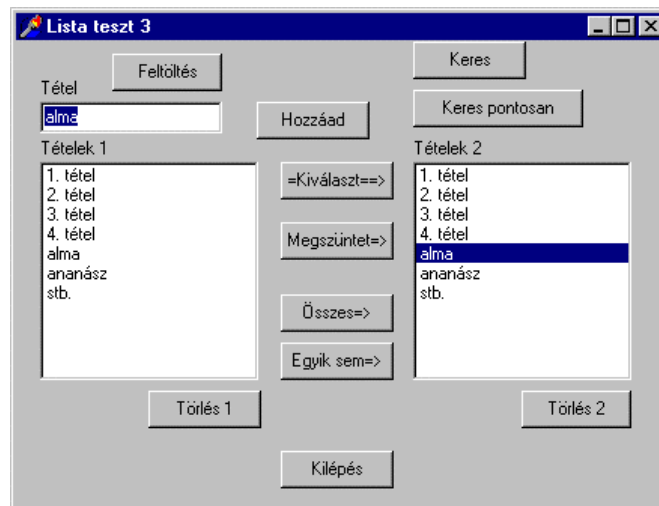 Lista teszt 3
Feltöltés
Keres
Tétel
alma
Hozzáad
Keres pontosan
Tételek 1
1. tétel
2. tétel
3. tétel
4. tétel
alma
ananász
stb.
=Kiválaszt==>
Megszüntet=>
Összes=>
Egyik sem=>
Tételek 2
1. tétel
2. tétel
3. tétel
4. tétel
alma
ananász
stb.
Törlés 1
Törlés 2
Kilépés